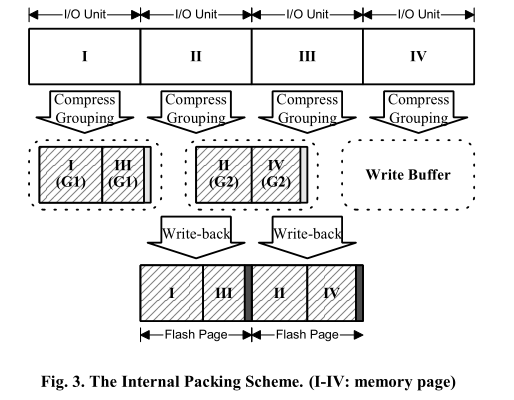 I/O Unit I/O Unit I/O Unit I/O Unit
I II III IV
Compress Compress Compress Compress
Grouping Grouping Grouping Grouping
I III II IV
(G1) (G1) (G2) (G2)
Write Buffer
Write-back Write-back
I III II IV
Flash Page Flash Page
Fig. 3. The Internal Packing Scheme. (I-IV: memory page)